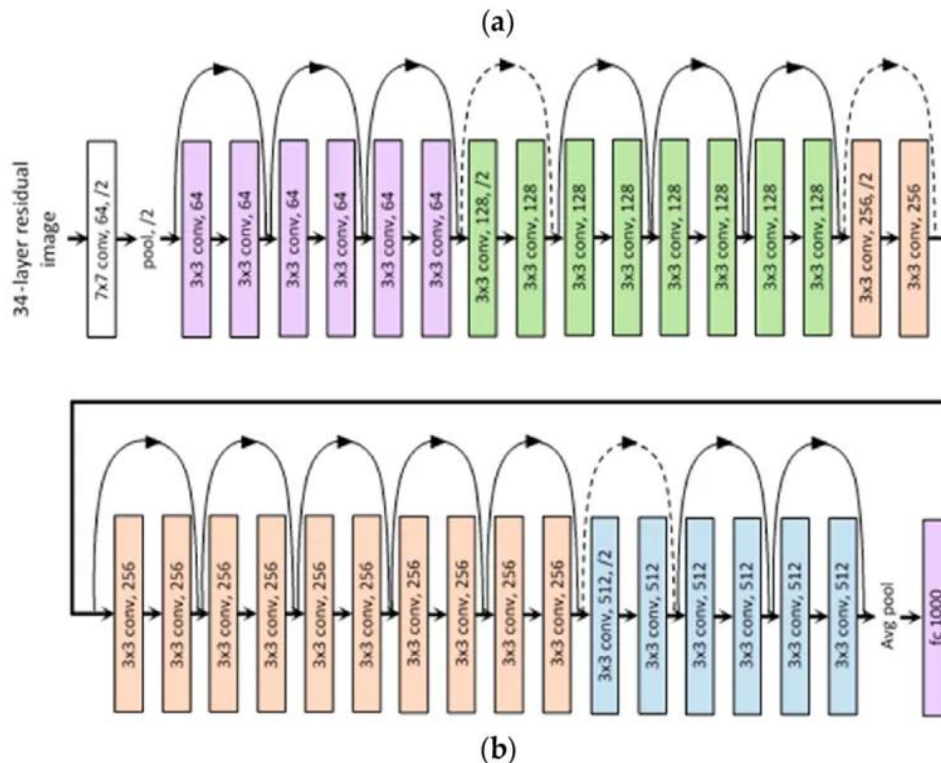 (a)
34-layer residual
image
7x7 conv, 64, /2
pool, /2
3x3 conv, 64
3x3 conv, 64
3x3 conv, 64
3x3 conv, 64
3x3 conv, 64
3x3 conv, 64
3x3 conv, 128, /2
3x3 conv, 128
3x3 conv, 128
3x3 conv, 128
3x3 conv, 128
3x3 conv, 128
3x3 conv, 128
3x3 conv, 128
3x3 conv, 256, /2
3x3 conv, 256
3x3 conv, 256
3x3 conv, 256
3x3 conv, 256
3x3 conv, 256
3x3 conv, 256
3x3 conv, 256
3x3 conv, 256
3x3 conv, 256
3x3 conv, 256
3x3 conv, 256
3x3 conv, 512, /2
3x3 conv, 512
3x3 conv, 512
3x3 conv, 512
3x3 conv, 512
3x3 conv, 512
Avg pool
fc 1000
(b)